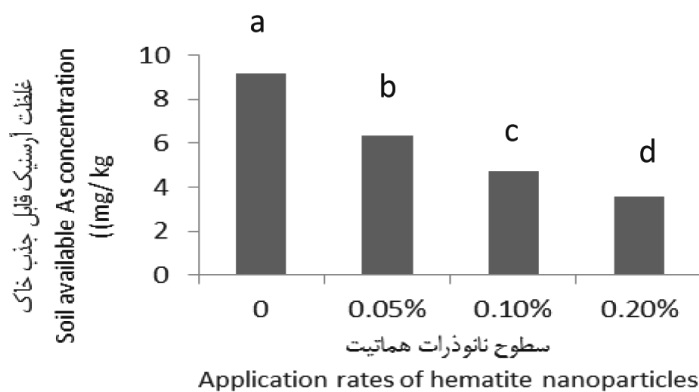 غلظت آرسنیک قابل جذب خاک
Soil available As concentration
((mg/ kg
10
8
6
4
2
0
a
b
c
d
0 0.05% 0.10% 0.20%
سطوح نانوذرات هماتیت
Application rates of hematite nanoparticles